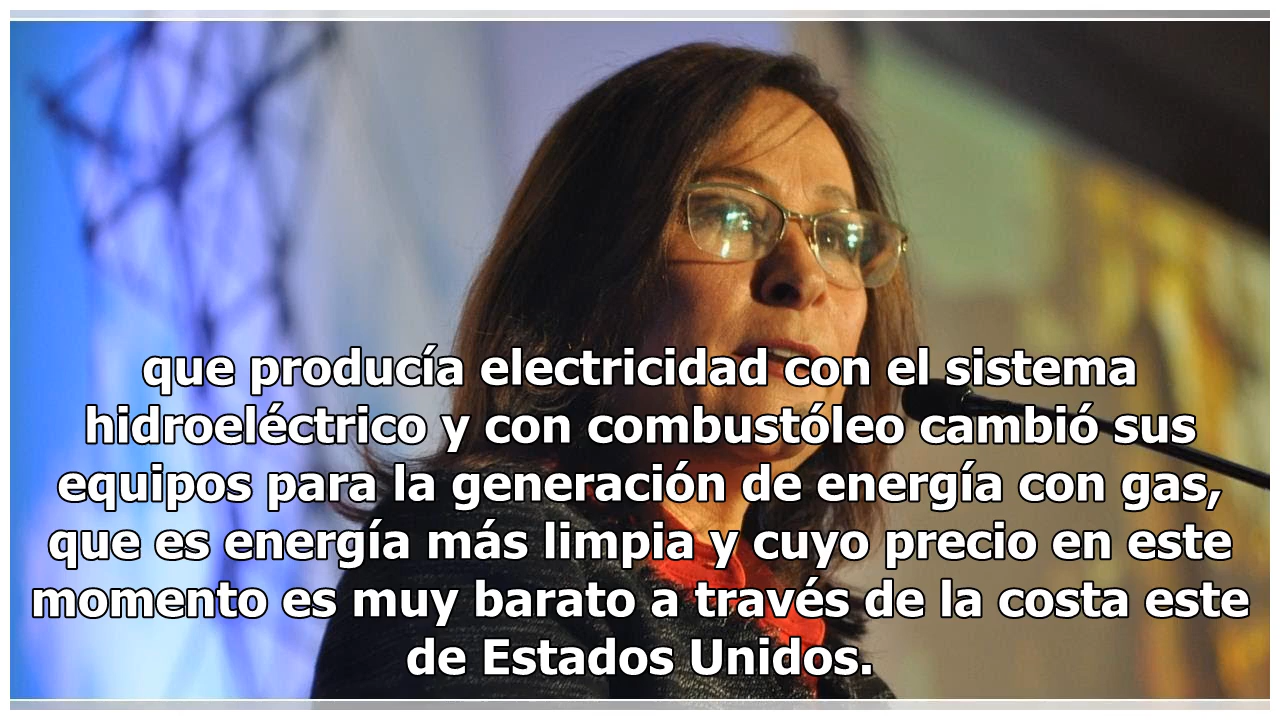 que producía electricidad con el sistema
hidroeléctrico y con combustóleo cambió sus
equipos para la generación de energía con gas,
que es energía más limpia y cuyo precio en este
momento es muy barato a través de la costa este
de Estados Unidos.